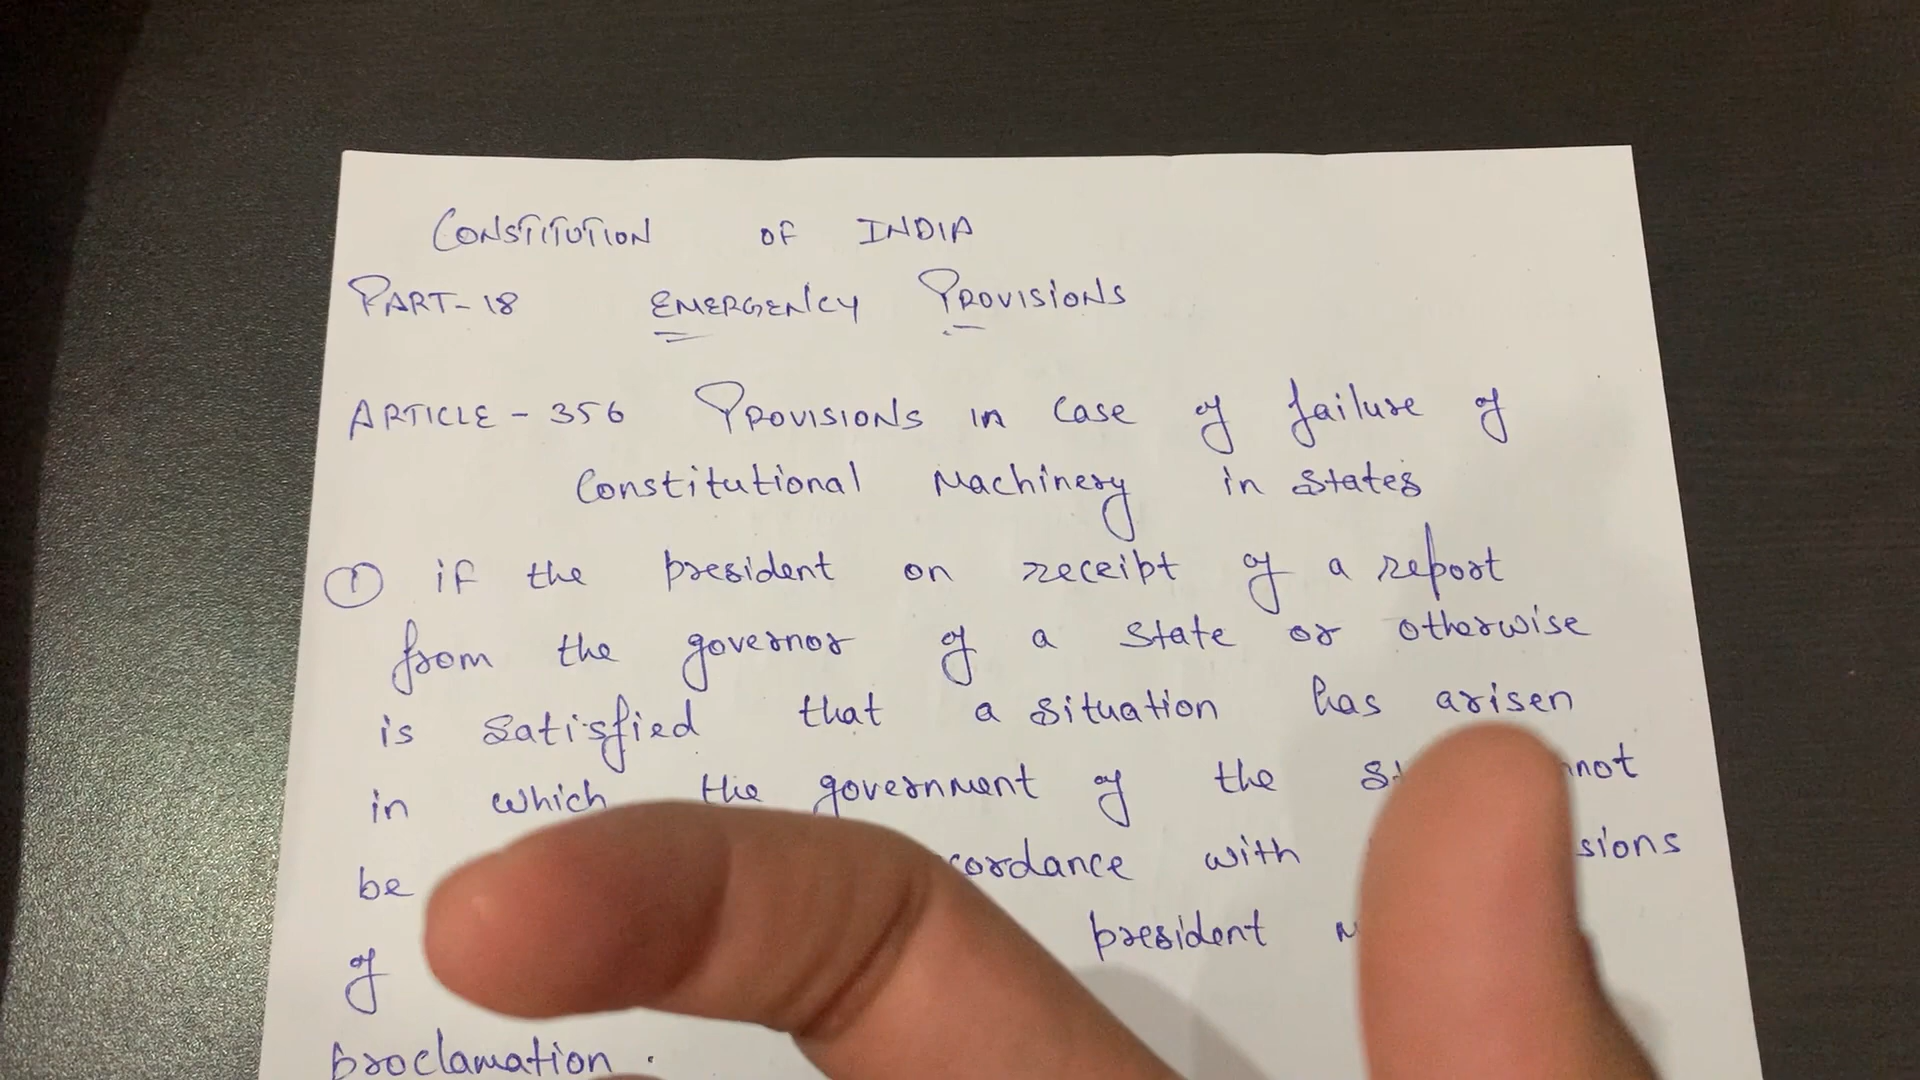 CONSTITUTION OF INDIA
PART-18 EMERGENCY PROVISIONS
ARTICLE - 356 PROVISIONS in case of failure of
Constitutional Machinery in states
① if the president on receipt of a report
from the governor of a state or otherwise
is satisfied that a situation has arisen
in which the government of the
be with
of president
proclamation.